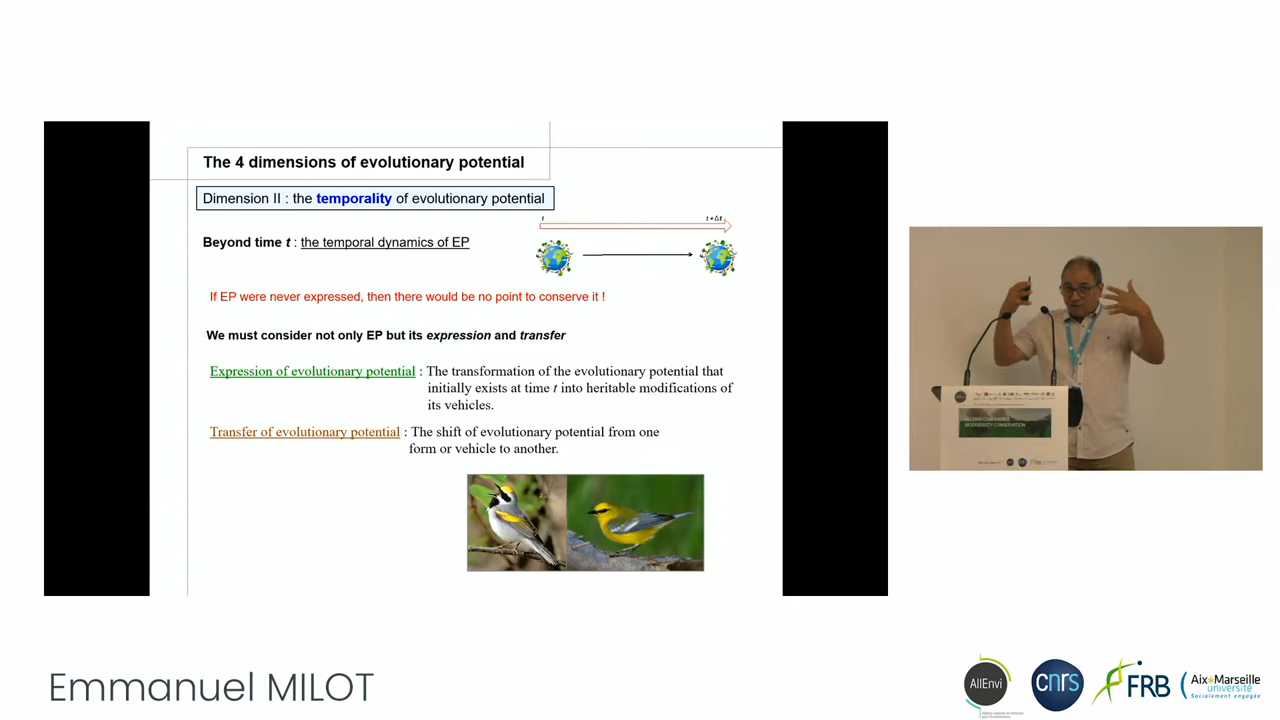 The 4 dimensions of evolutionary potential
Dimension II : the temporality of evolutionary potential
t
t + Δt
Beyond time t : the temporal dynamics of EP
If EP were never expressed, then there would be no point to conserve it !
We must consider not only EP but its expression and transfer
Expression of evolutionary potential : The transformation of the evolutionary potential that
initially exists at time t into heritable modifications of
its vehicles.
Transfer of evolutionary potential : The shift of evolutionary potential from one
form or vehicle to another.
BIODIVERSITY CONSERVATION
Emmanuel MILOT
AllEnvi
cnrs
FRB
Aix*Marseille
université
Socialement engagée